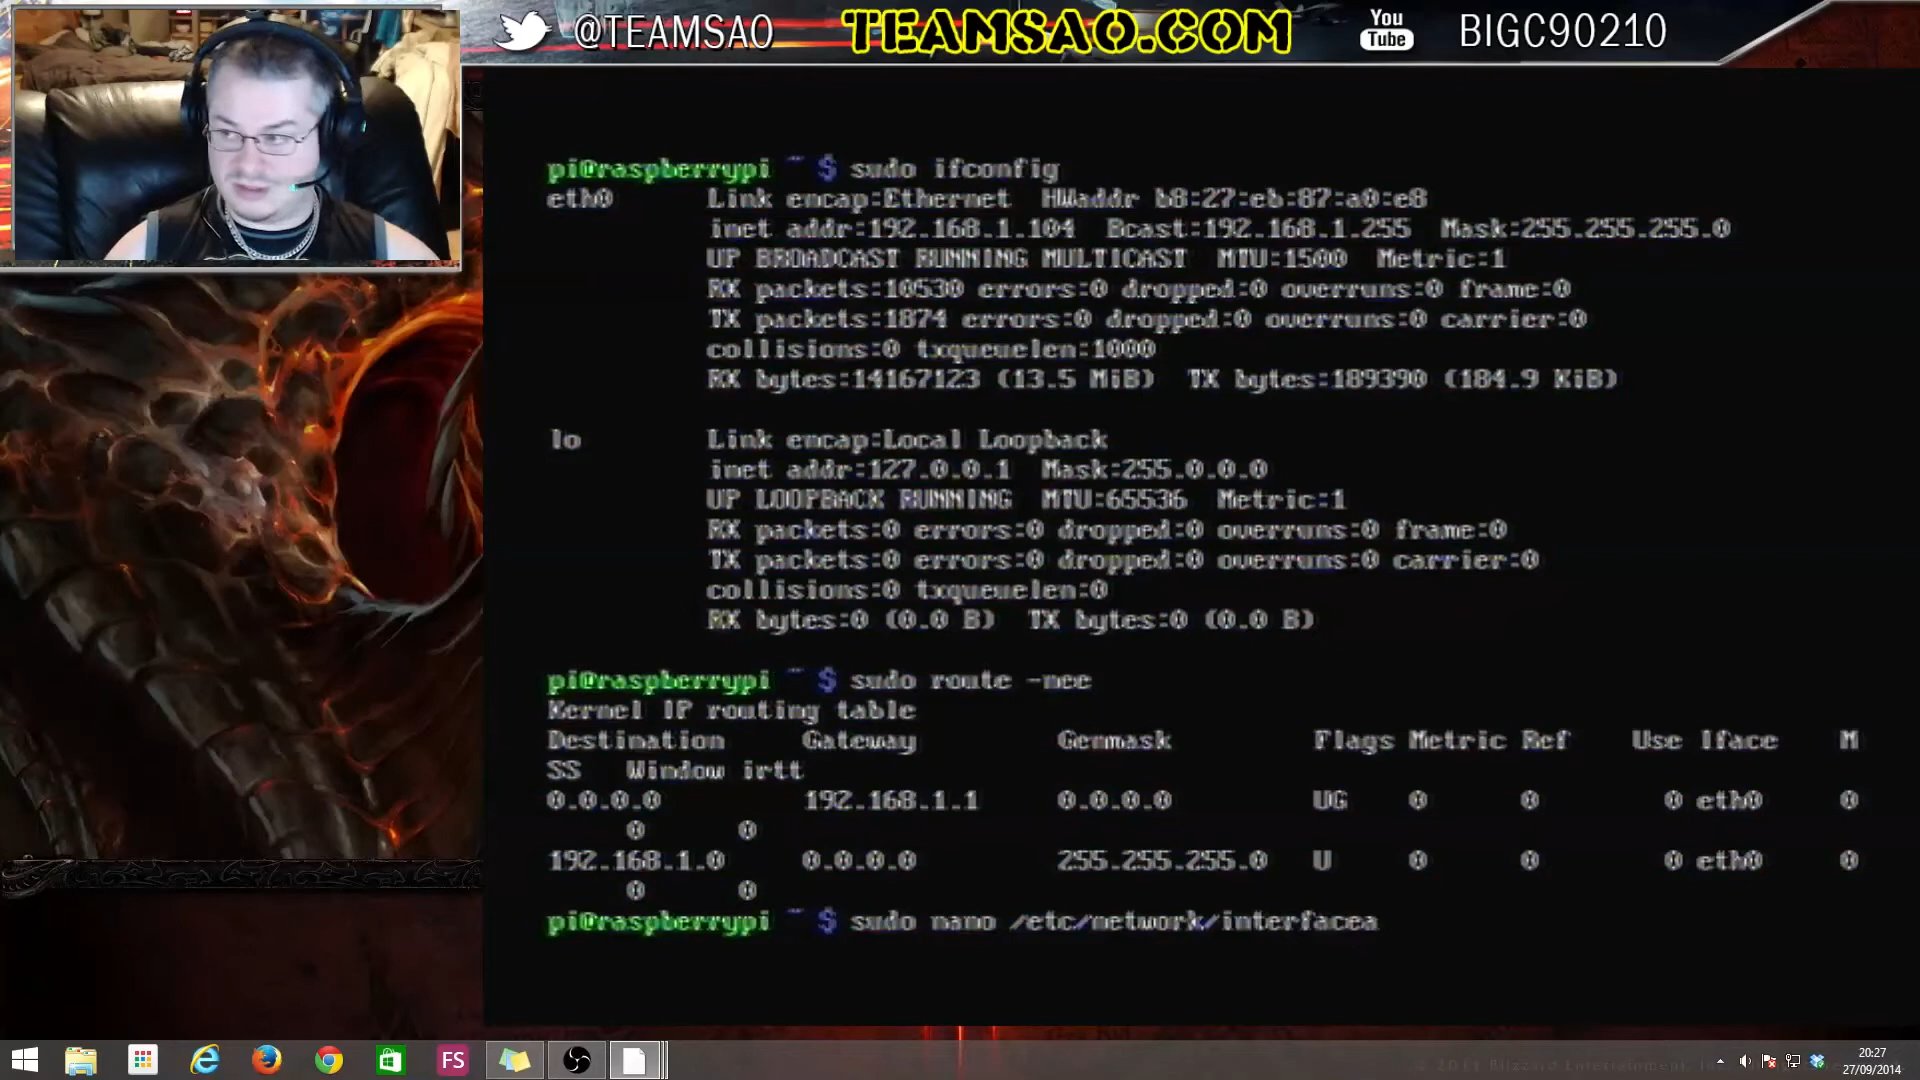 @TEAMSAO TEAMSAO.COM You Tube BIGC90210
pi@raspberrypi ~ $ sudo ifconfig
eth0 Link encap:Ethernet HWaddr b8:27:eb:87:a0:e8
inet addr:192.168.1.104 Bcast:192.168.1.255 Mask:255.255.255.0
UP BROADCAST RUNNING MULTICAST MTU:1500 Metric:1
RX packets:10530 errors:0 dropped:0 overruns:0 frame:0
TX packets:1874 errors:0 dropped:0 overruns:0 carrier:0
collisions:0 txqueuelen:1000
RX bytes:14167123 (13.5 MiB) TX bytes:189390 (184.9 KiB)
lo Link encap:Local Loopback
inet addr:127.0.0.1 Mask:255.0.0.0
UP LOOPBACK RUNNING MTU:65536 Metric:1
RX packets:0 errors:0 dropped:0 overruns:0 frame:0
TX packets:0 errors:0 dropped:0 overruns:0 carrier:0
collisions:0 txqueuelen:0
RX bytes:0 (0.0 B) TX bytes:0 (0.0 B)
pi@raspberrypi ~ $ sudo route -nee
Kernel IP routing table
Destination Gateway Genmask Flags Metric Ref Use Iface M
SS Window irtt
0.0.0.0 192.168.1.1 0.0.0.0 UG 0 0 0 eth0 0
0 0
192.168.1.0 0.0.0.0 255.255.255.0 U 0 0 0 eth0 0
0 0
pi@raspberrypi ~ $ sudo nano /etc/network/interfacea
FS
20:27
27/09/2014
© 2011 Blizzard Entertainment, Inc.